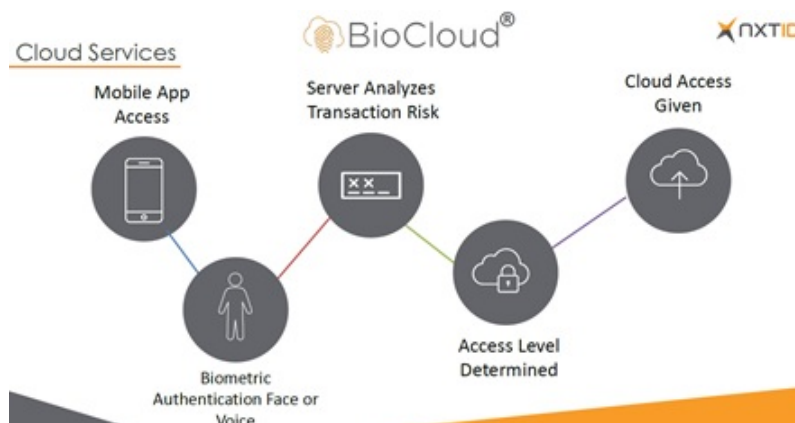 BioCloud®
NXTID
Cloud Services
Mobile App
Access
Server Analyzes
Transaction Risk
Cloud Access
Given
Biometric
Authentication Face or
Voice
Access Level
Determined